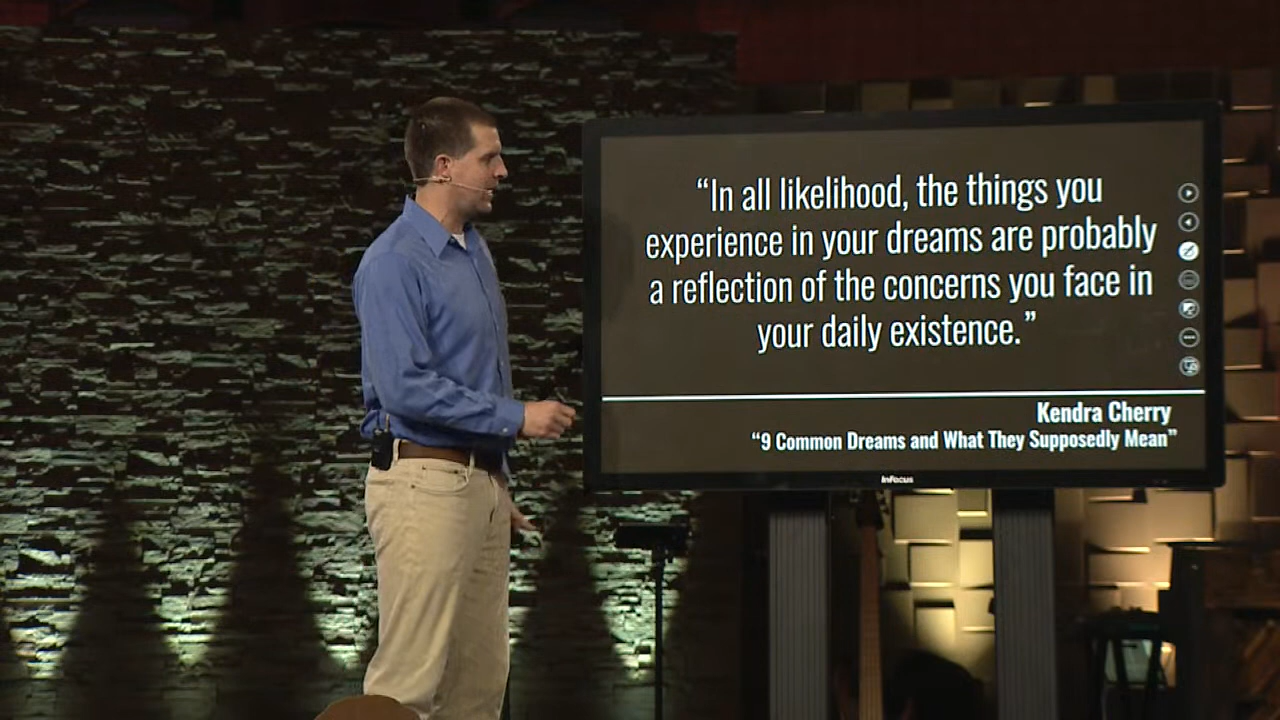 “In all likelihood, the things you
experience in your dreams are probably
a reflection of the concerns you face in
your daily existence.”
Kendra Cherry
“9 Common Dreams and What They Supposedly Mean”
InFocus